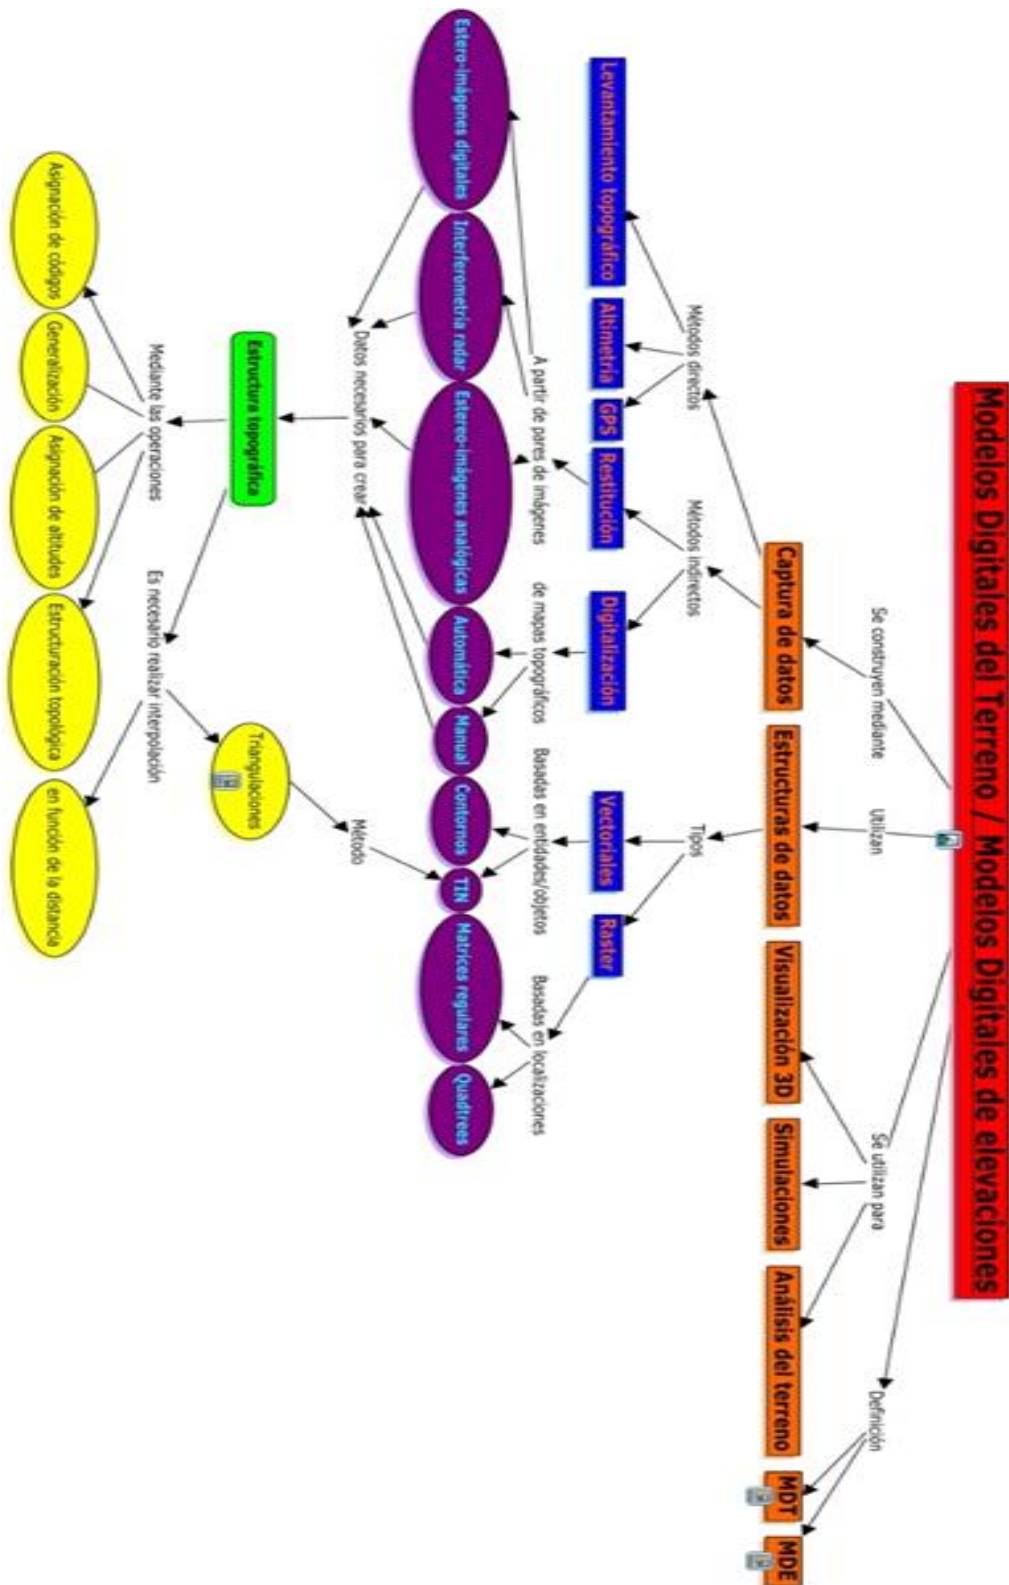 Modelos Digitales del Terreno / Modelos Digitales de elevaciones
Se construyen mediante
Utilizan
Se utilizan para
Definición
Captura de datos
Estructuras de datos
Visualización 3D
Simulaciones
Análisis del terreno
MDT
MDE
Métodos directos
Métodos indirectos
Tipos
Levantamiento topográfico
Altimetría
GPS
Restitución
Digitalización
Vectoriales
Raster
A partir de pares de imágenes
de mapas topográficos
Basadas en entidades/objetos
Basadas en localizaciones
Estero-imágenes digitales
Interferometría radar
Estereo-imágenes analógicas
Automática
Manual
Contornos
TIN
Matrices regulares
Quadtrees
Datos necesarios para crear
Método
Estructura topográfica
Triangulaciones
Mediante las operaciones
Es necesario realizar interpolación
Asignación de códigos
Generalización
Asignación de altitudes
Estructuración topológica
en función de la distancia